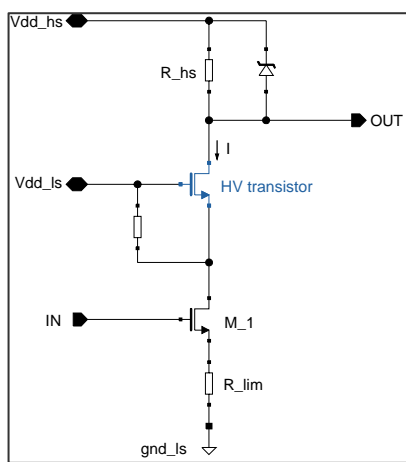 Vdd_hs
R_hs
OUT
I
Vdd_ls
HV transistor
IN
M_1
R_lim
gnd_ls